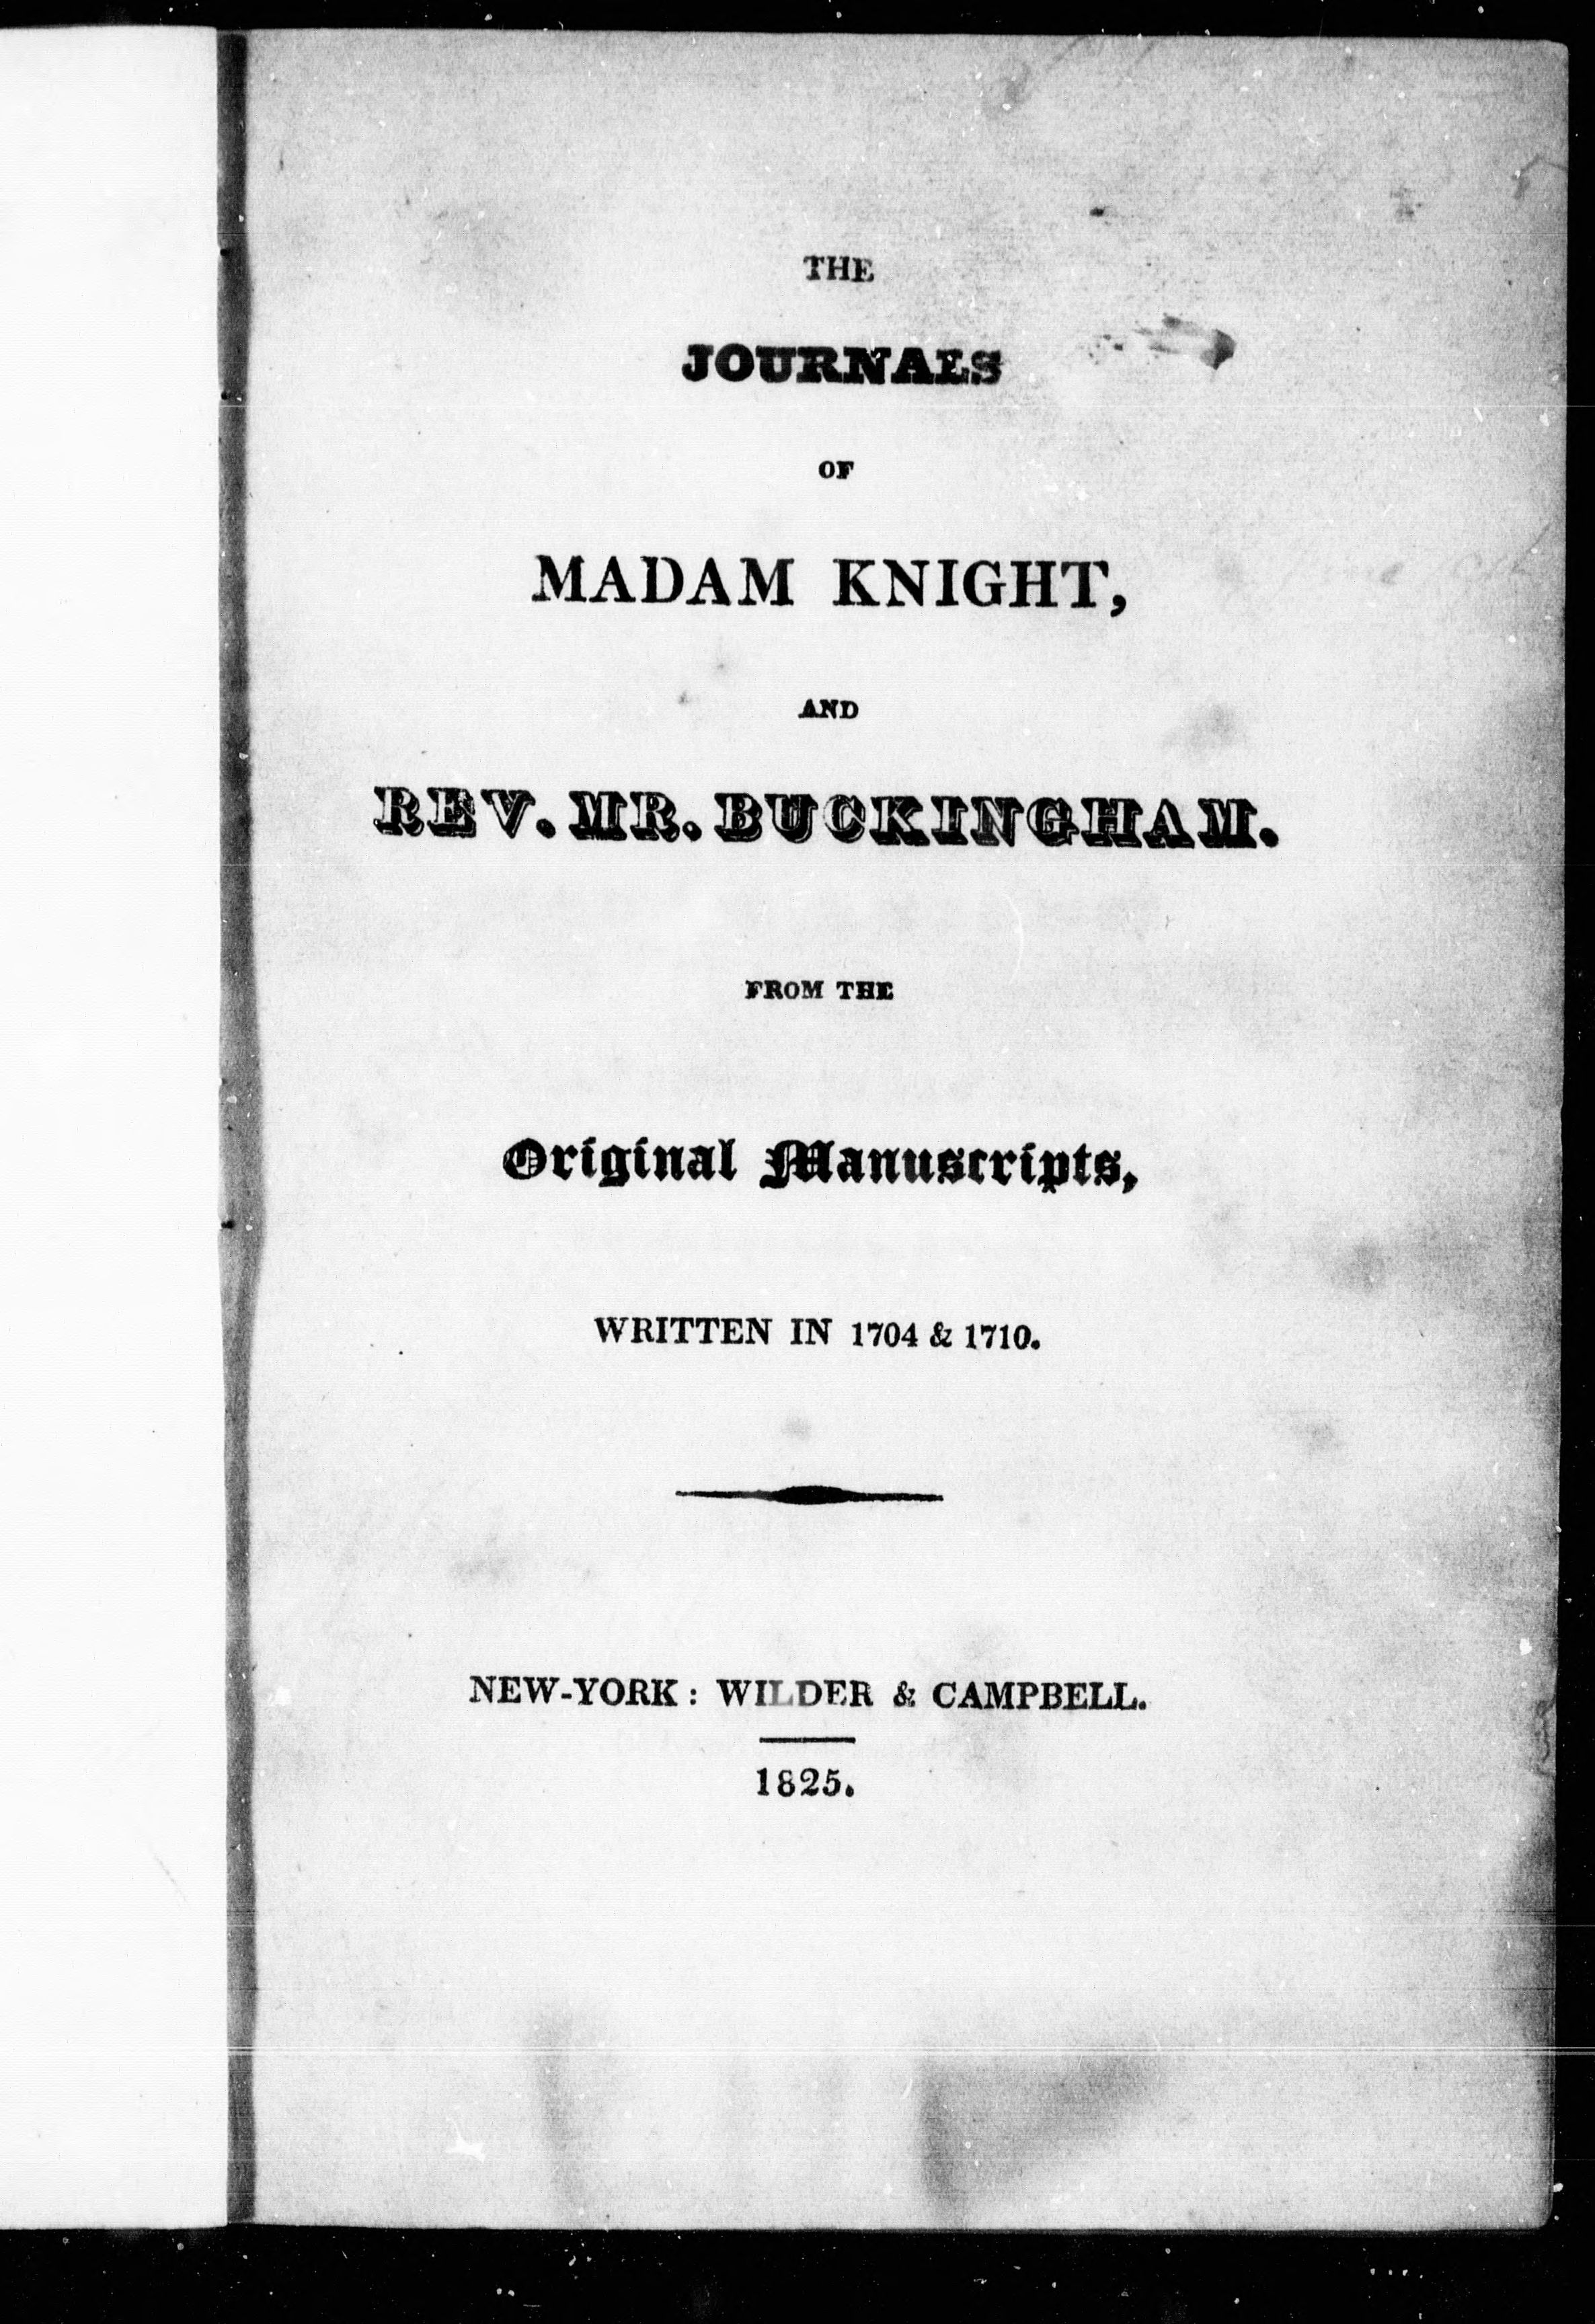 THE
JOURNALS
OF
MADAM KNIGHT,
AND
REV. MR. BUCKINGHAM.
FROM THE
Original Manuscripts,
WRITTEN IN 1704 & 1710.
NEW-YORK: WILDER & CAMPBELL.
1825.